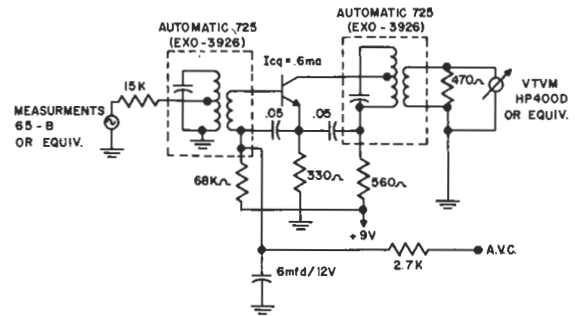 AUTOMATIC 725
(EXO-3926)
AUTOMATIC 725
(EXO-3926)
Icq = .6ma
15K
470Ω
VTVM
HP400D
OR EQUIV.
MEASURMENTS
65-B
OR EQUIV.
.05
.05
68KΩ
330Ω
560Ω
+9V
6mfd/12V
2.7K
A.V.C.